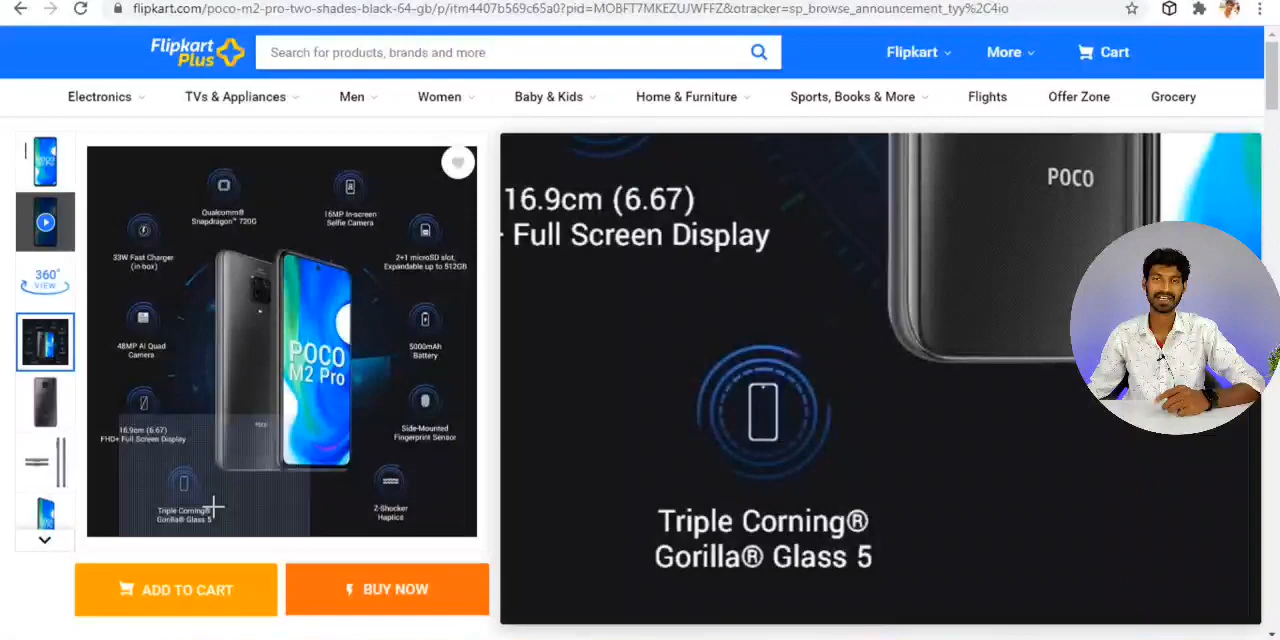 flipkart.com/poco-m2-pro-two-shades-black-64-gb/p/itm4407b569c65a0?pid=MOBFT7MKEZUJWFFZ&otracker=sp_browse_announcement_tyy%2C4io
Flipkart
Plus
Search for products, brands and more
Flipkart
More
Cart
Electronics
TVs & Appliances
Men
Women
Baby & Kids
Home & Furniture
Sports, Books & More
Flights
Offer Zone
Grocery
360°
VIEW
Qualcomm®
Snapdragon™ 720G
16MP In-screen
Selfie Camera
33W Fast Charger
(in-box)
2+1 microSD slot,
Expandable up to 512GB
48MP AI Quad
Camera
5000mAh
Battery
POCO
M2 Pro
POCO
16.9cm (6.67)
FHD+ Full Screen Display
Side-Mounted
Fingerprint Sensor
Triple Corning®
Gorilla® Glass 5
Z-Shocker
Haptics
16.9cm (6.67)
Full Screen Display
POCO
Triple Corning®
Gorilla® Glass 5
ADD TO CART
BUY NOW